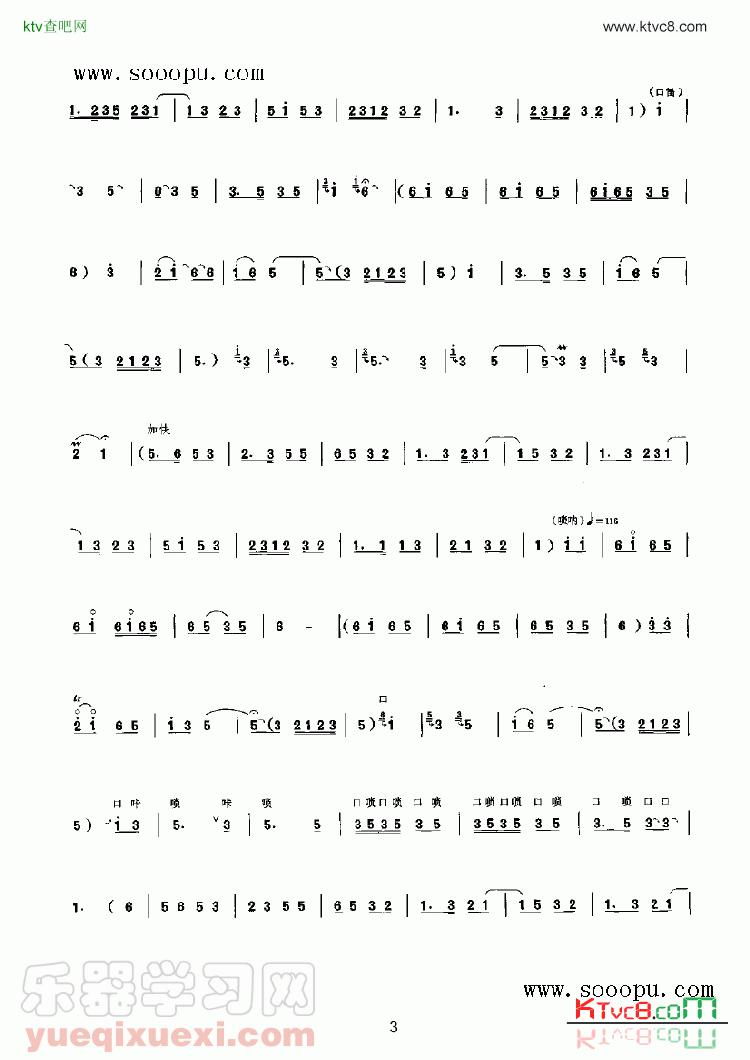 ktv查吧网 www.ktvc8.com
www.sooopu.com
(口笛)
1. 235 231 | 1 3 2 3 | 5 i 5 3 | 2312 3 2 | 1. 3 | 2312 3 2 | 1 ) i |
3 5 | 0 3 5 | 3. 5 3 5 | i 6 | (6 i 6 5 | 6 i 6 5 | 6i65 3 5 |
6 ) 3 | 2 i 6 6 | i 6 5 | 5 (3 2123 | 5 ) i | 3. 5 3 5 | i 6 5 |
5 (3 2123 | 5. ) 3 | 5. 3 | 5. 3 | 3 5 | 5 3 3 | 5 3 |
加快
2 1 | (5. 6 5 3 | 2. 3 5 5 | 6 5 3 2 | 1. 3 231 | 1 5 3 2 | 1. 3 231 |
(唢呐) ♩=116
1 3 2 3 | 5 i 5 3 | 2312 3 2 | 1. 1 1 3 | 2 1 3 2 | 1 ) i i | 6 i 6 5 |
6 i 6i65 | 6 5 3 5 | 6 - | (6 i 6 5 | 6 i 6 5 | 6 5 3 5 | 6 ) 3 3 |
tr 口
2 i 6 5 | i 3 5 | 5 (3 2123 | 5 ) i | 3 5 | i 6 5 | 5 (3 2123 |
口 咔 唢 咔 唢 口唢口唢 口 唢 口唢口唢 口 唢 口 唢 口 口
5 ) i 3 | 5. 3 | 5. 5 | 3535 3 5 | 3535 3 5 | 3. 5 3 3 |
1. (6 | 5 6 5 3 | 2 3 5 5 | 6 5 3 2 | 1. 3 2 1 | 1 5 3 2 | 1. 3 2 1 |
乐器学习网
yueqixuexi.com
www.sooopu.com
KTVC8.COM
3